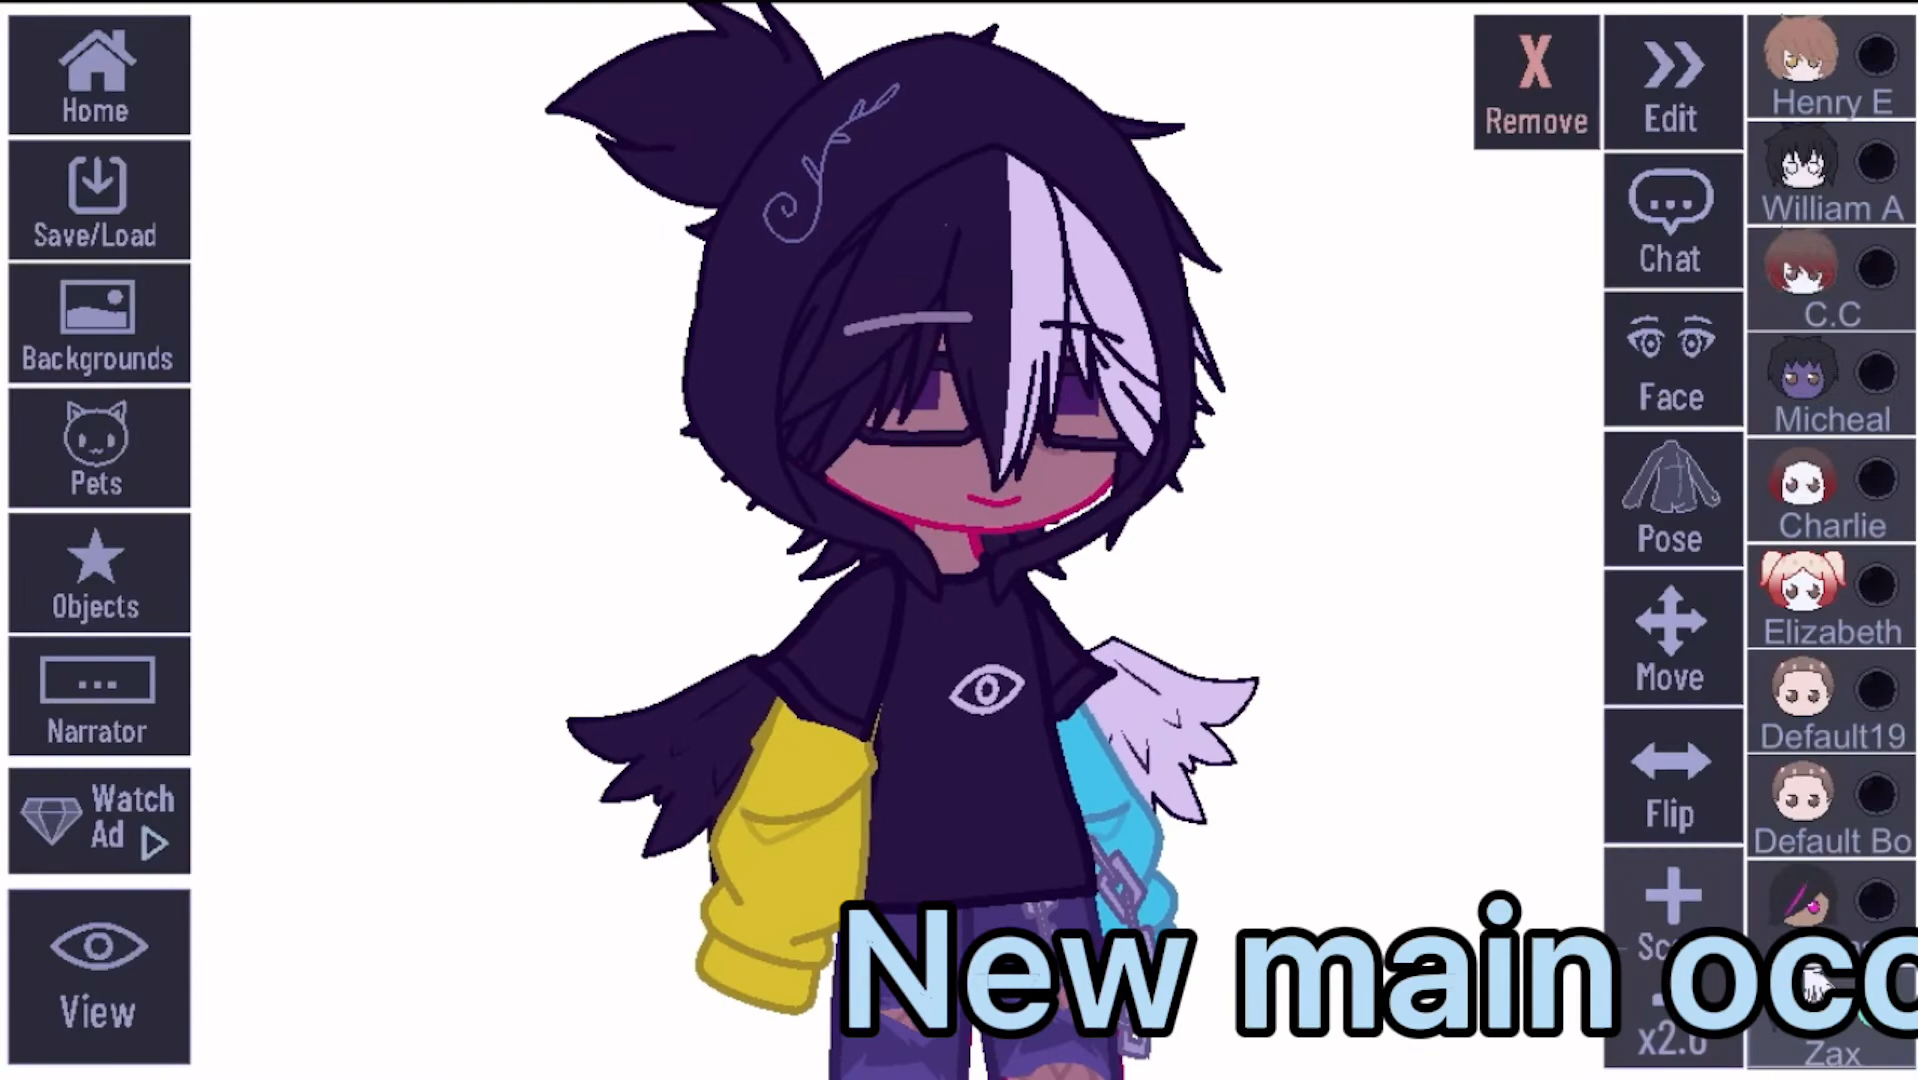 Home
Save/Load
Backgrounds
Pets
Objects
Narrator
Watch
Ad
View
X
Remove
Edit
Chat
Face
Pose
Move
Flip
x2.0
Henry E
William A
C.C
Micheal
Charlie
Elizabeth
Default19
Default Bo
Zax
New main occ